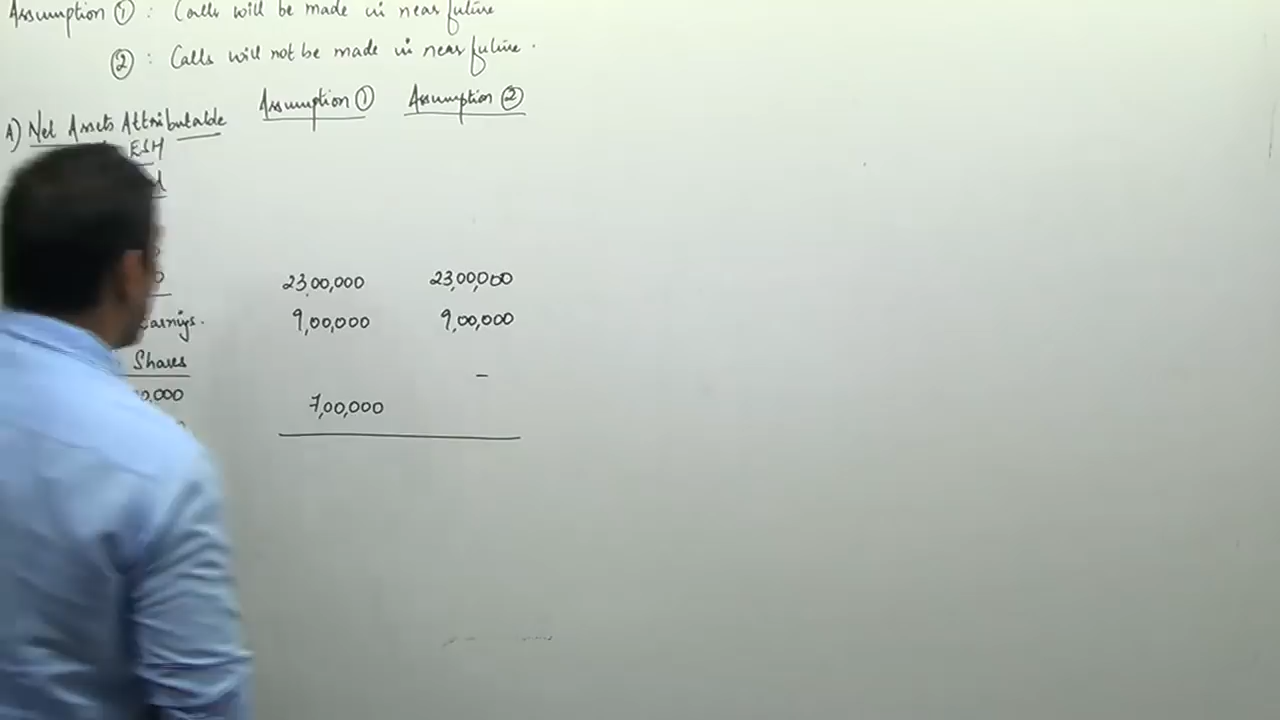 Assumption ① : Calls will be made in near future
② : Calls will not be made in near future.
Assumption ① Assumption ②
A) Net Assets Attributable
ESH
23,00,000 23,00,000
Earnings. 9,00,000 9,00,000
Shares
–
0,000
7,00,000